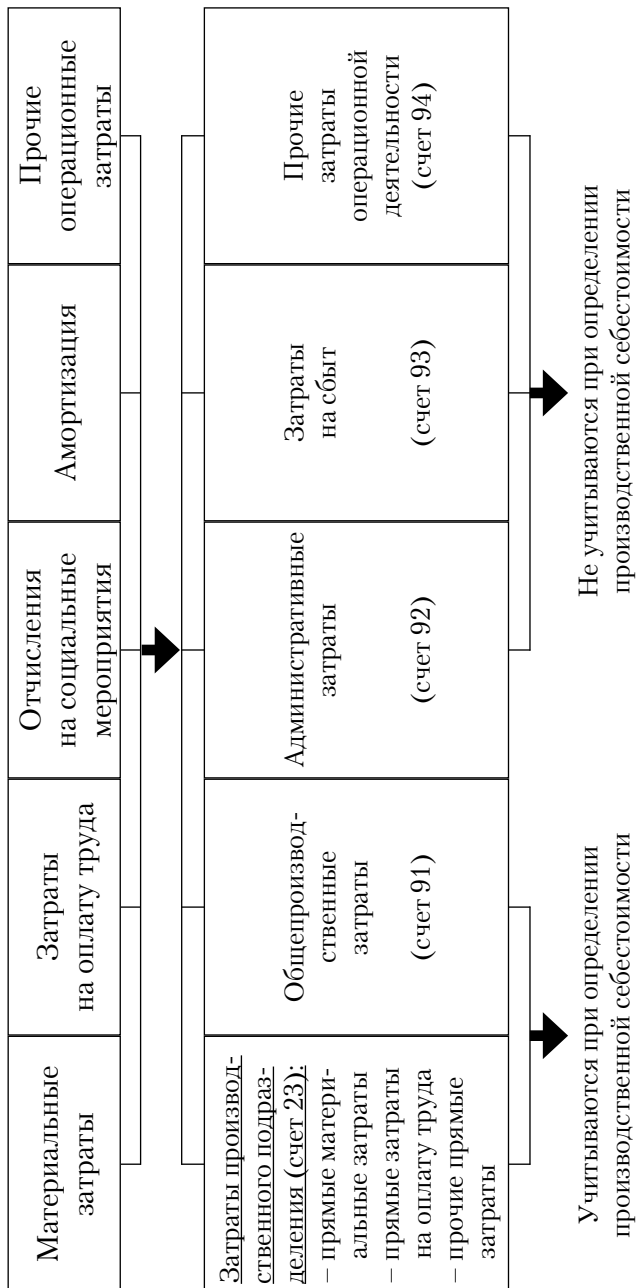 Материальные
затраты
Затраты
на оплату труда
Отчисления
на социальные
мероприятия
Амортизация
Прочие
операционные
затраты
Затраты производ-
ственного подраз-
деления (счет 23):
– прямые матери-
альные затраты
– прямые затраты
на оплату труда
– прочие прямые
затраты
Общепроизвод-
ственные
затраты
(счет 91)
Административные
затраты
(счет 92)
Затраты
на сбыт
(счет 93)
Прочие
затраты
операционной
деятельности
(счет 94)
Учитываются при определении
производственной себестоимости
Не учитываются при определении
производственной себестоимости